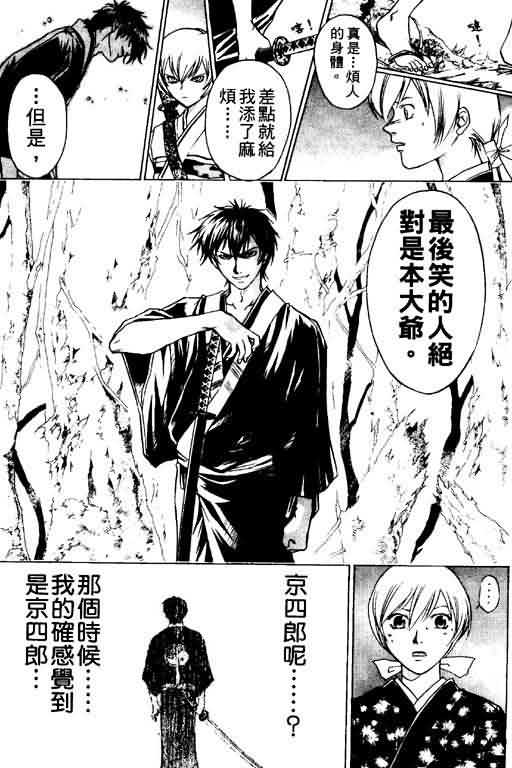 真是…煩人
的身體。
差點就給
我添了麻
煩…
…但是，
最後笑的人絕
對是本大爺。
…
京四郎呢……？
那個時候……
我的確感覺到
是京四郎…